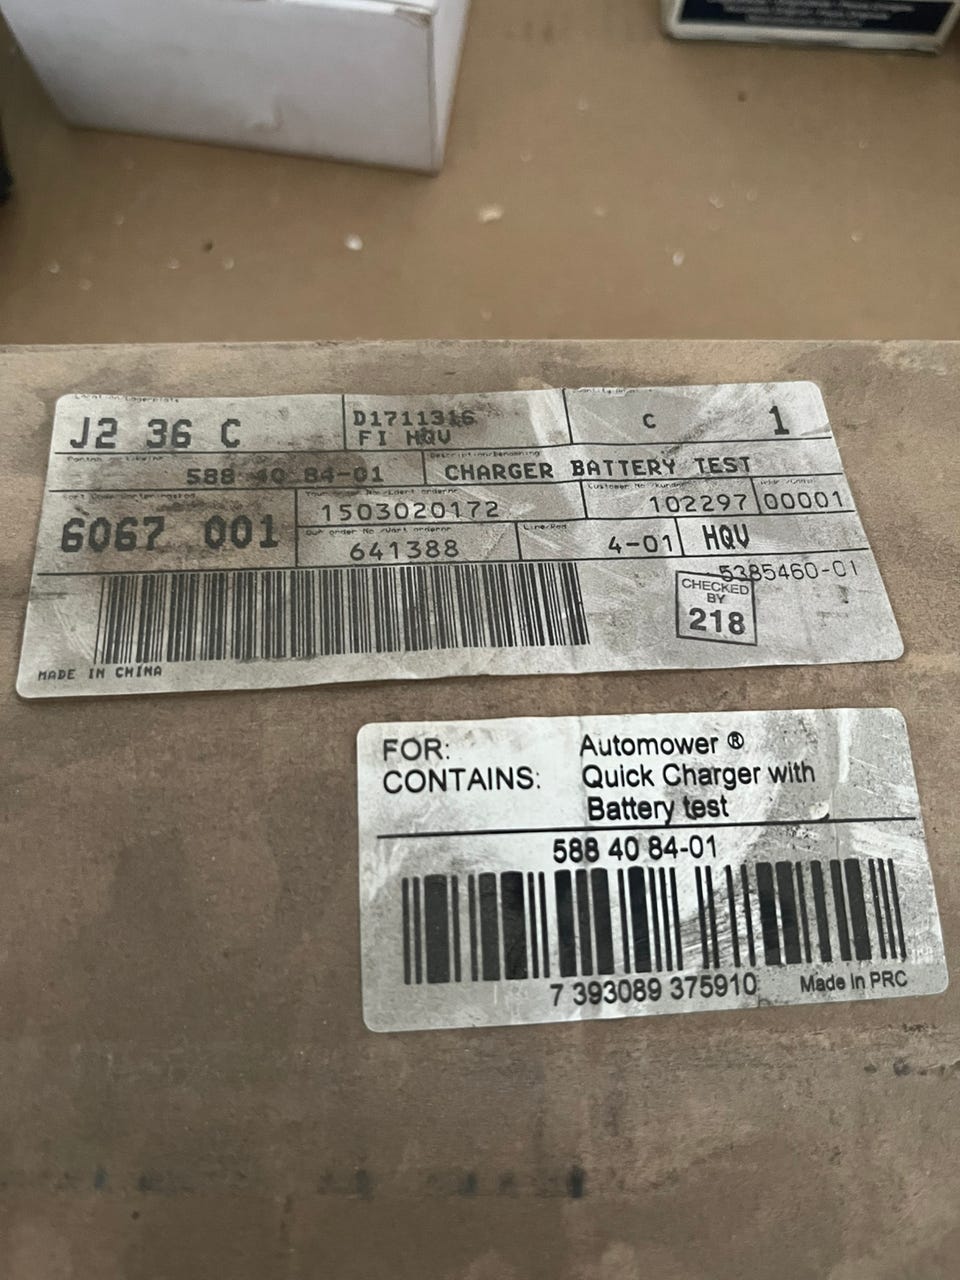 J2 36 C
D1711316
FI HQV
C 1
588 40 84-01
CHARGER BATTERY TEST
6067 001
1503020172
102297
00001
641388
4-01
HQV
5385460-01
CHECKED
BY
218
MADE IN CHINA
FOR: Automower ®
CONTAINS: Quick Charger with
Battery test
588 40 84-01
7 393089 375910
Made in PRC